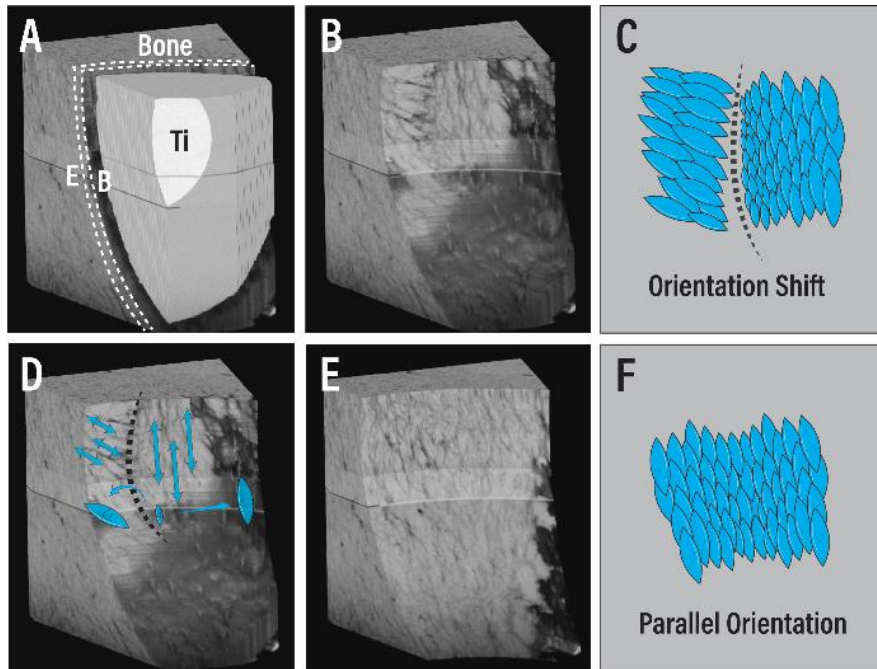 A
Bone
Ti
E
B
B
C
Orientation Shift
D
E
F
Parallel Orientation